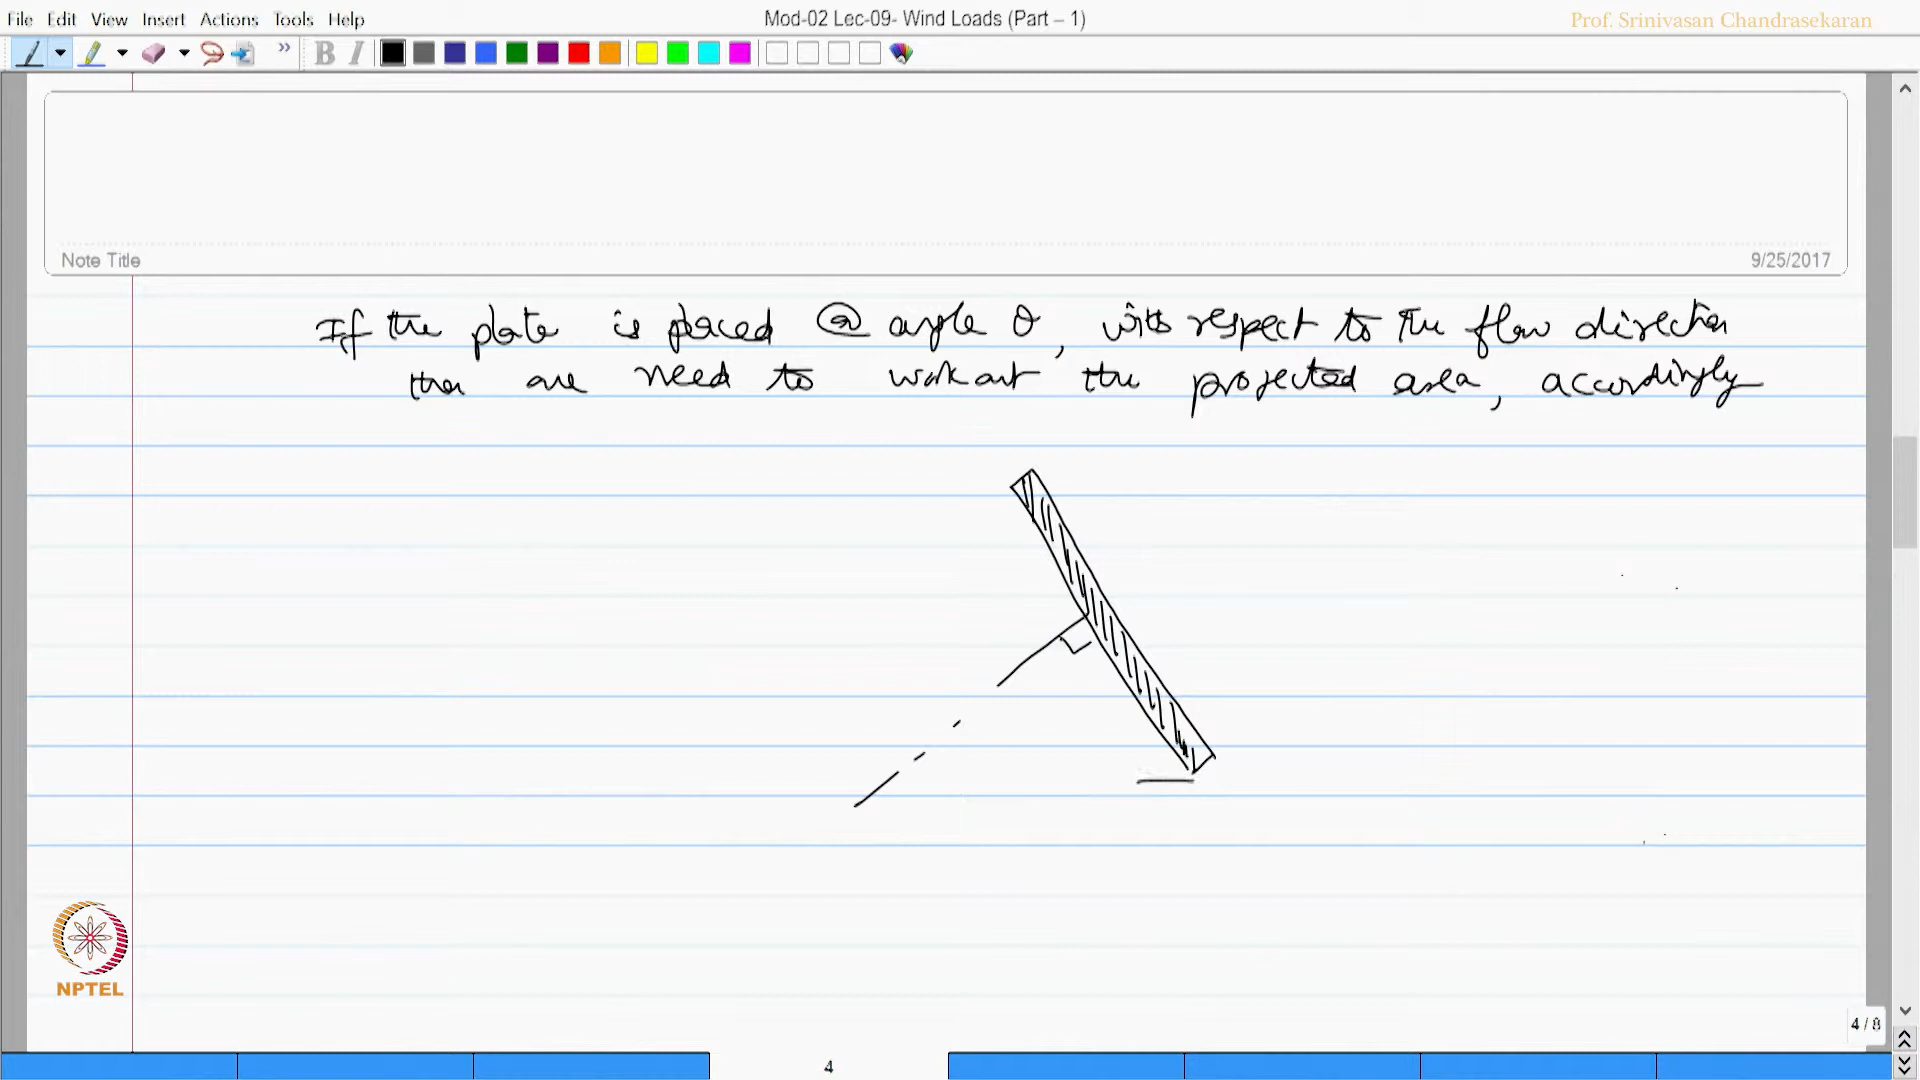 File Edit View Insert Actions Tools Help
Mod-02 Lec-09- Wind Loads (Part – 1)
Prof. Srinivasan Chandrasekaran
B I
Note Title
9/25/2017
If the plate is placed @ angle θ, with respect to the flow direction
then one need to work out the projected area, accordingly
NPTEL
4 / 8
4